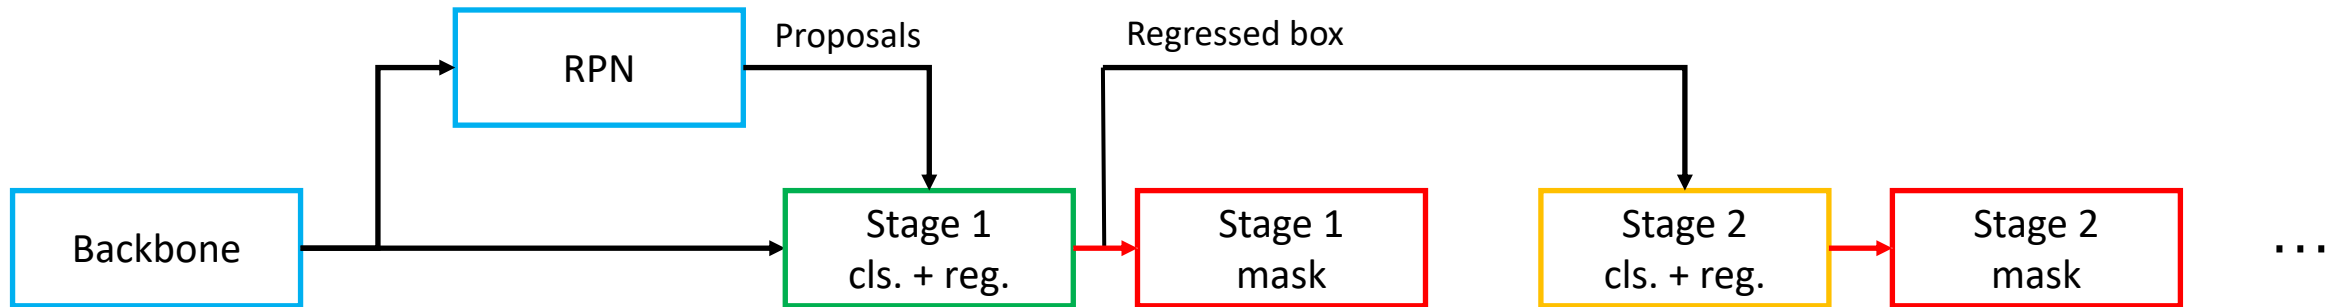 Proposals
Regressed box
RPN
Backbone
Stage 1
cls. + reg.
Stage 1
mask
Stage 2
cls. + reg.
Stage 2
mask
...